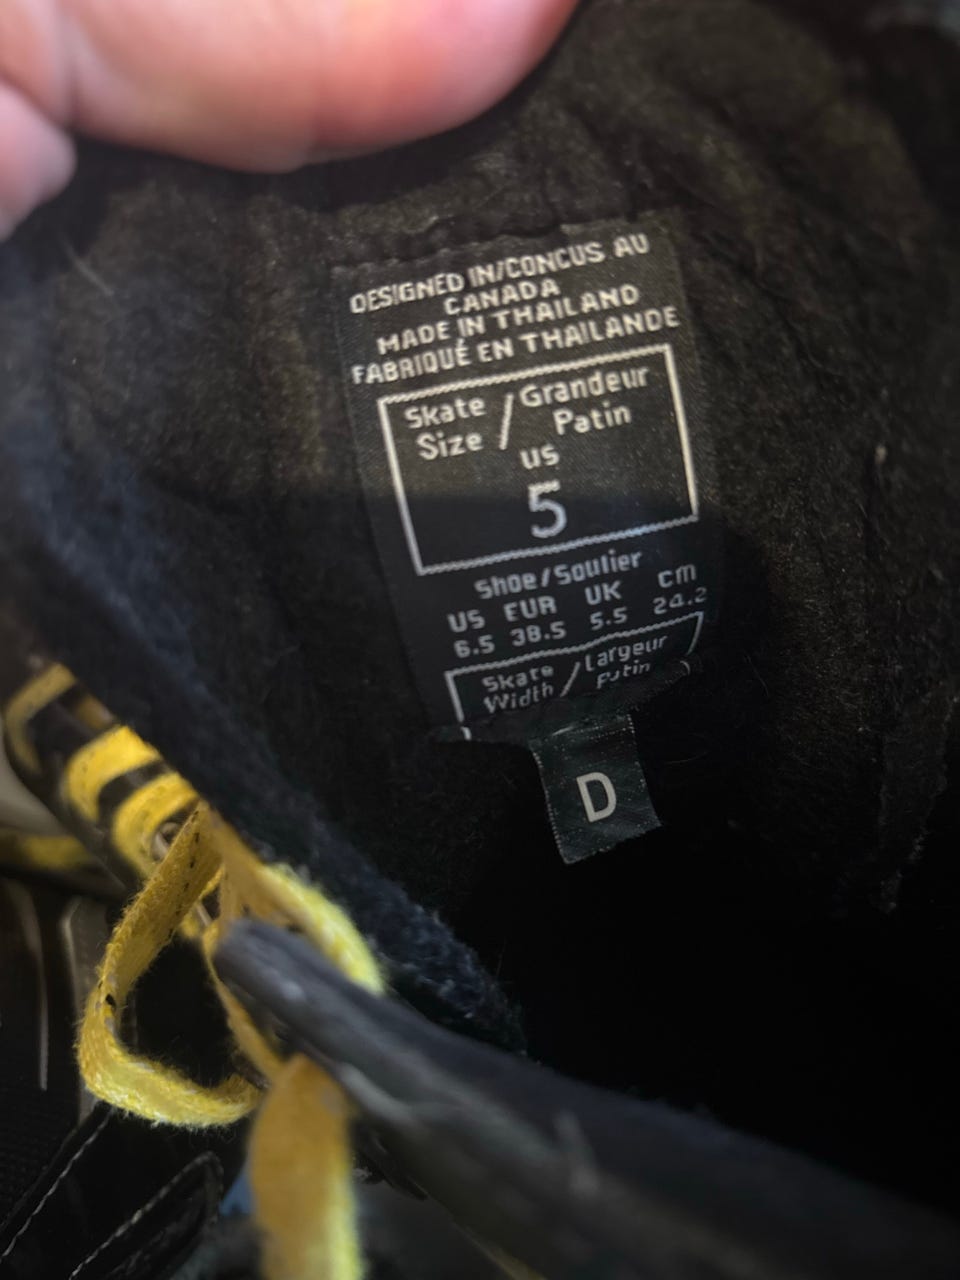 DESIGNED IN/CONCUS AU
CANADA
MADE IN THAILAND
FABRIQUÉ EN THAILANDE
Skate Size / Grandeur Patin
US
5
Shoe/Soulier
US EUR UK cm
6.5 38.5 5.5 24.2
Skate Width / Largeur Patin
D